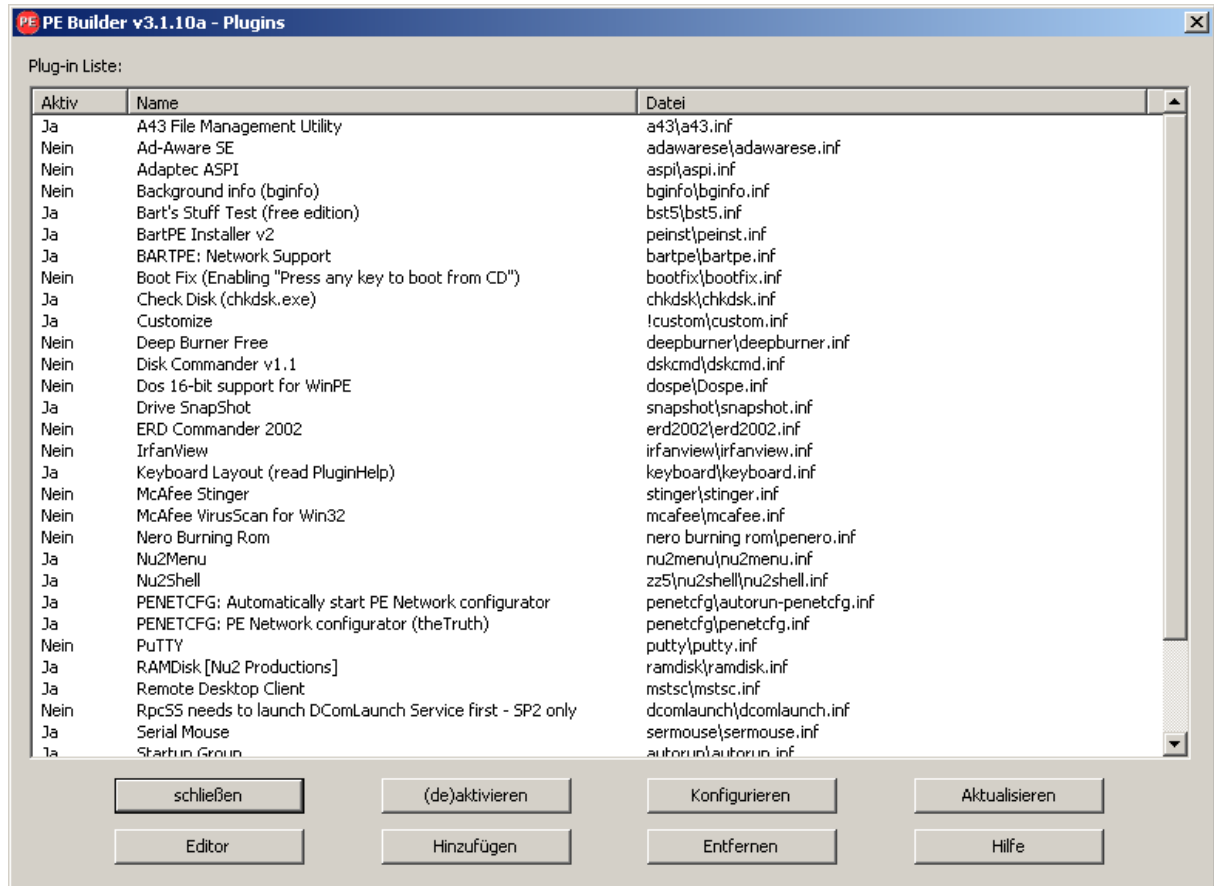 PE PE Builder v3.1.10a - Plugins
Plug-in Liste:
Aktiv Name Datei
Ja A43 File Management Utility a43\a43.inf
Nein Ad-Aware SE adawarese\adawarese.inf
Nein Adaptec ASPI aspi\aspi.inf
Nein Background info (bginfo) bginfo\bginfo.inf
Ja Bart's Stuff Test (free edition) bst5\bst5.inf
Ja BartPE Installer v2 peinst\peinst.inf
Ja BARTPE: Network Support bartpe\bartpe.inf
Nein Boot Fix (Enabling "Press any key to boot from CD") bootfix\bootfix.inf
Ja Check Disk (chkdsk.exe) chkdsk\chkdsk.inf
Ja Customize !custom\custom.inf
Nein Deep Burner Free deepburner\deepburner.inf
Nein Disk Commander v1.1 dskcmd\dskcmd.inf
Nein Dos 16-bit support for WinPE dospe\Dospe.inf
Ja Drive SnapShot snapshot\snapshot.inf
Nein ERD Commander 2002 erd2002\erd2002.inf
Nein IrfanView irfanview\irfanview.inf
Ja Keyboard Layout (read PluginHelp) keyboard\keyboard.inf
Nein McAfee Stinger stinger\stinger.inf
Nein McAfee VirusScan for Win32 mcafee\mcafee.inf
Nein Nero Burning Rom nero burning rom\penero.inf
Ja Nu2Menu nu2menu\nu2menu.inf
Ja Nu2Shell zz5\nu2shell\nu2shell.inf
Ja PENETCFG: Automatically start PE Network configurator penetcfg\autorun-penetcfg.inf
Ja PENETCFG: PE Network configurator (theTruth) penetcfg\penetcfg.inf
Nein PuTTY putty\putty.inf
Ja RAMDisk [Nu2 Productions] ramdisk\ramdisk.inf
Ja Remote Desktop Client mstsc\mstsc.inf
Nein RpcSS needs to launch DComLaunch Service first - SP2 only dcomlaunch\dcomlaunch.inf
Ja Serial Mouse sermouse\sermouse.inf
Ja Startup Group autorun\autorun.inf
schließen (de)aktivieren Konfigurieren Aktualisieren
Editor Hinzufügen Entfernen Hilfe